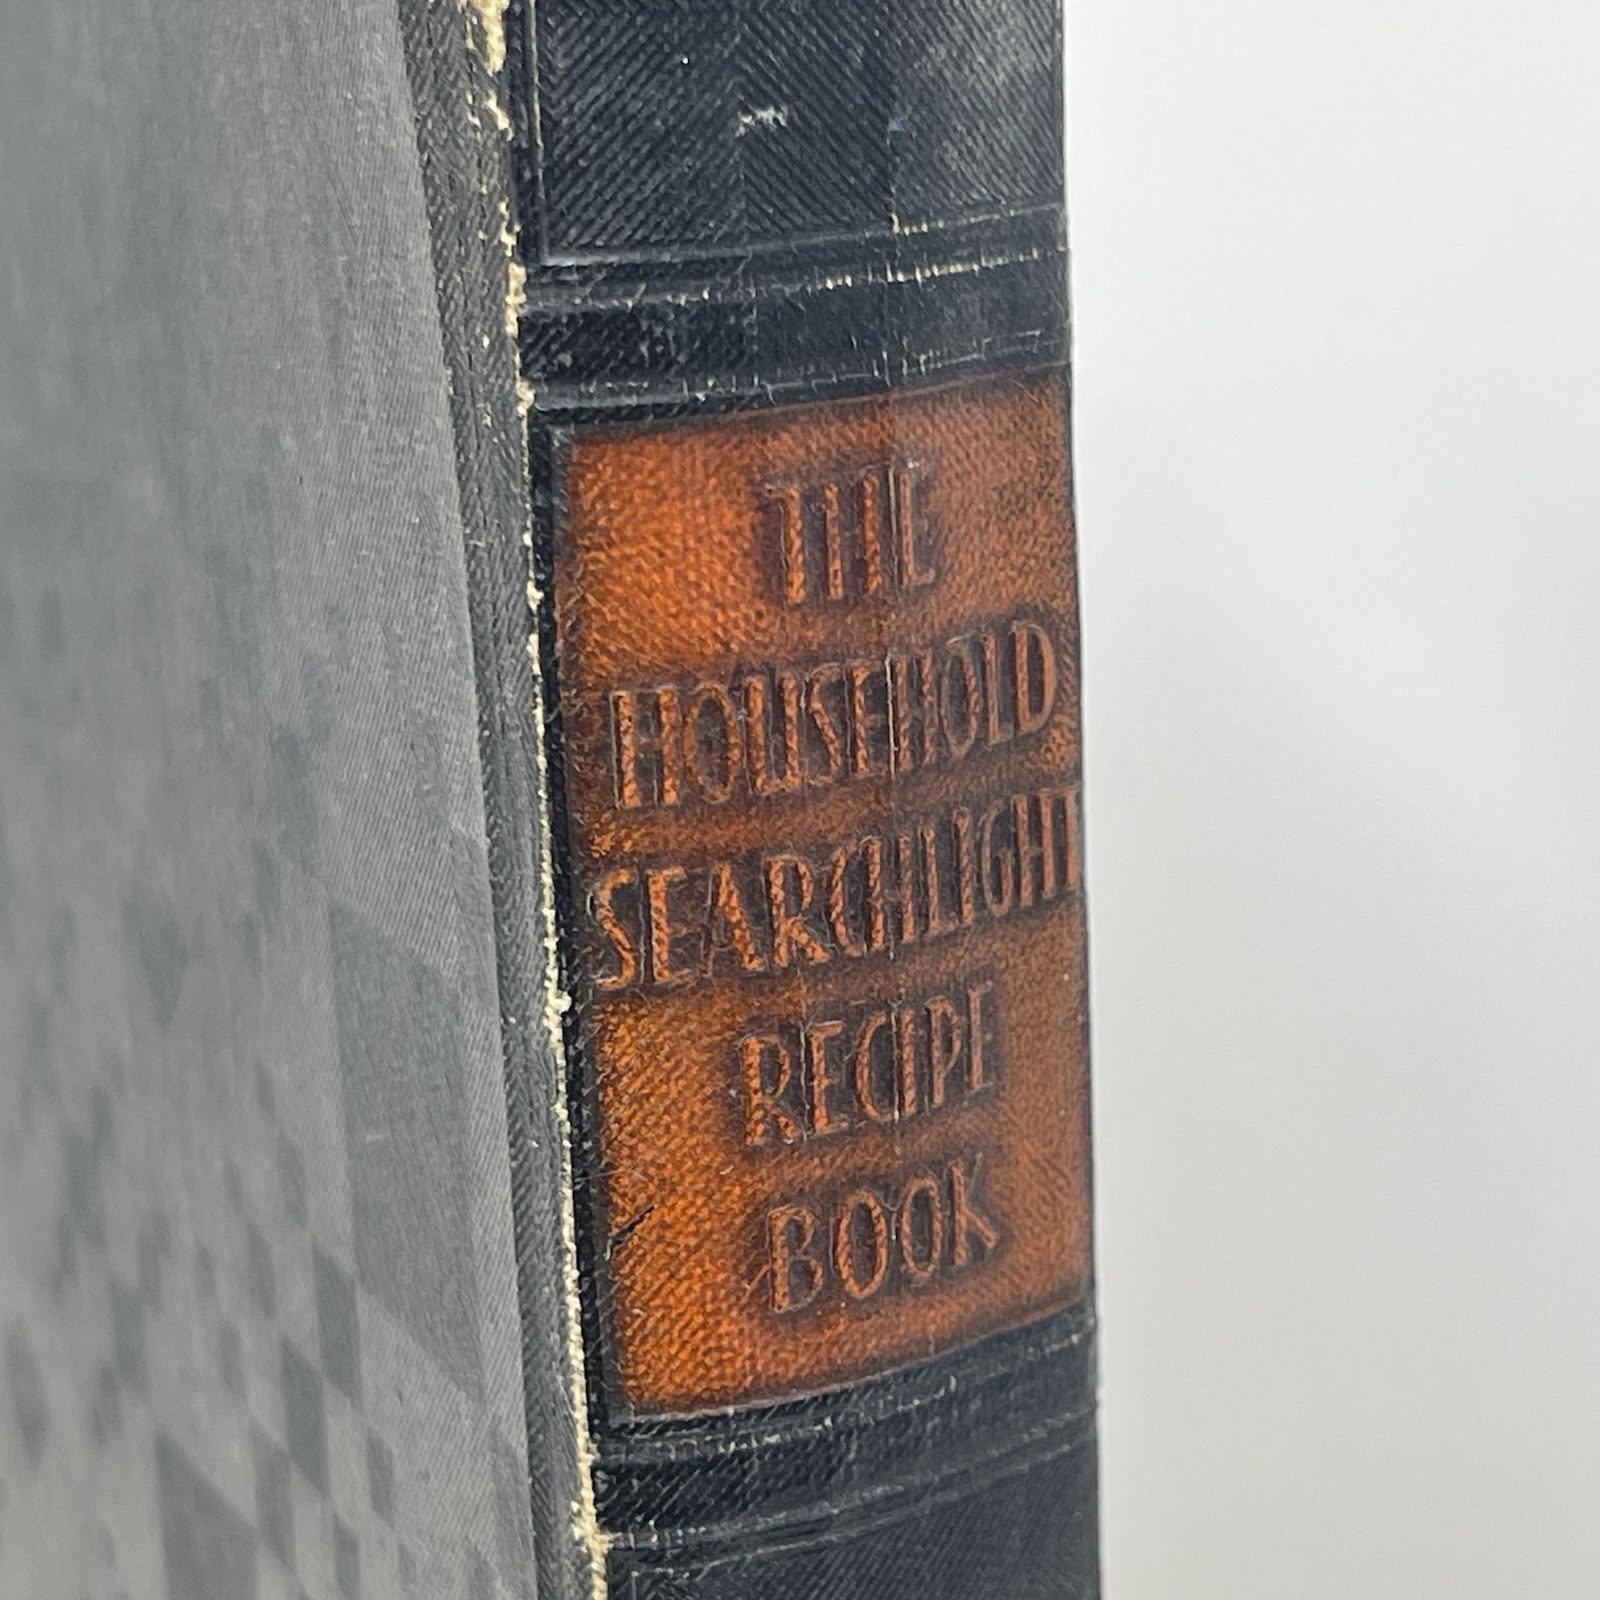 THE
HOUSEHOLD
SEARCHLIGHT
RECIPE
BOOK